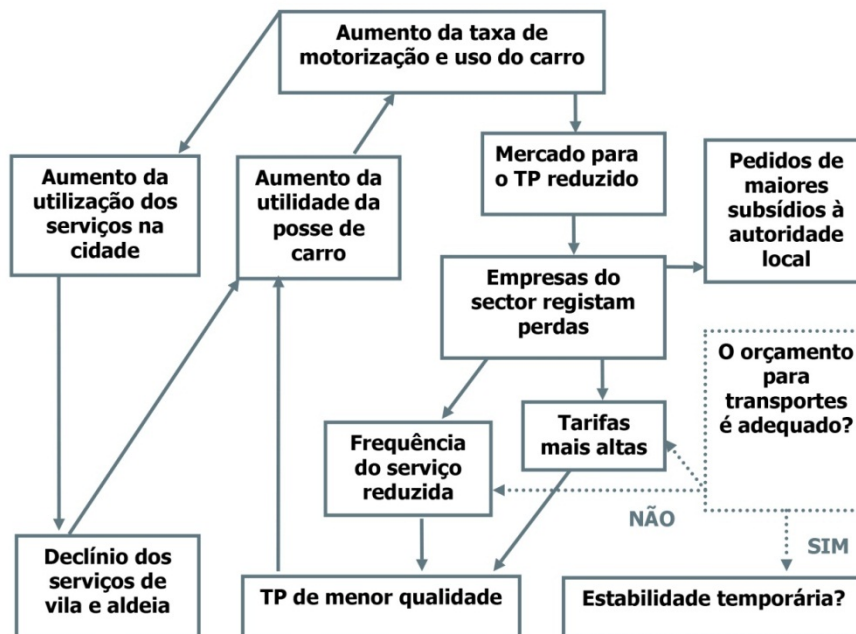 Aumento da taxa de
motorização e uso do carro
Aumento da
utilização dos
serviços na
cidade
Aumento da
utilidade da
posse de
carro
Mercado para
o TP reduzido
Pedidos de
maiores
subsídios à
autoridade
local
Empresas do
sector registam
perdas
O orçamento
para
transportes
é adequado?
Frequência
do serviço
reduzida
Tarifas
mais altas
NÃO
SIM
Declínio dos
serviços de
vila e aldeia
TP de menor qualidade
Estabilidade temporária?